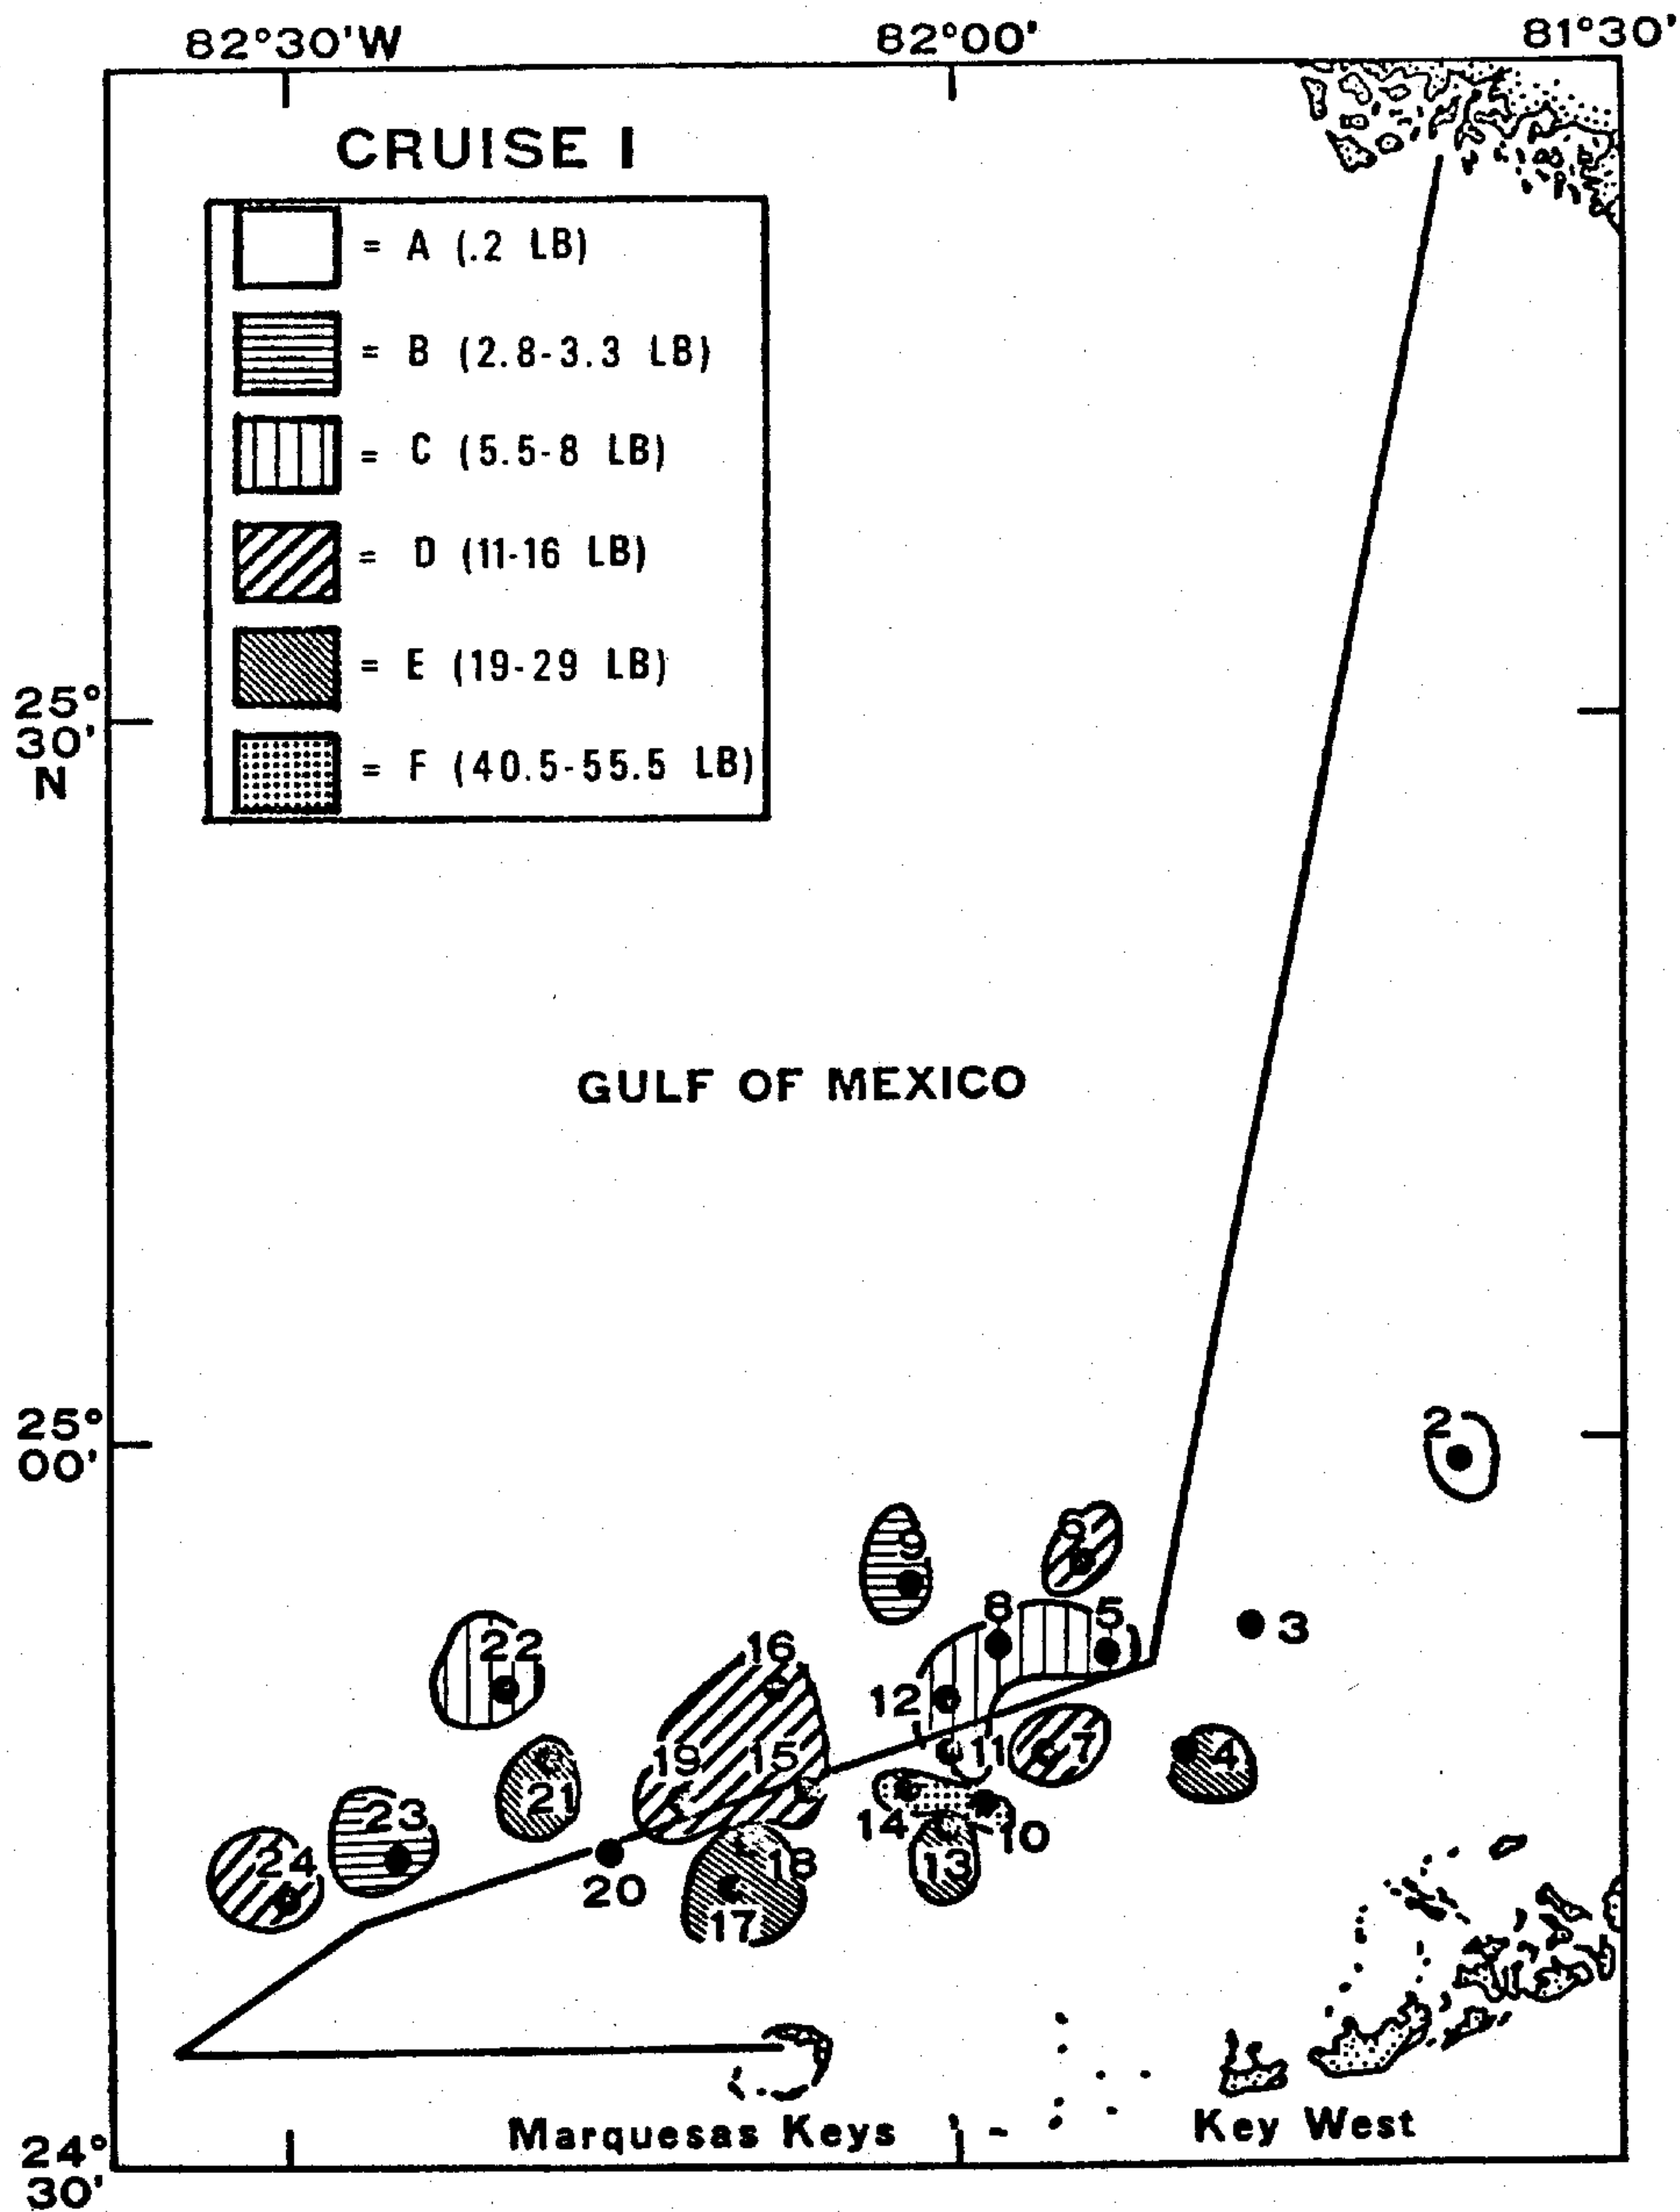 82°30'W 82°00' 81°30'
CRUISE I
= A (.2 LB)
= B (2.8-3.3 LB)
= C (5.5-8 LB)
= D (11-16 LB)
= E (19-29 LB)
= F (40.5-55.5 LB)
25°
30'
N
GULF OF MEXICO
25°
00'
2
9
6
8
5
3
22
16
12
11
7
4
19
15
21
14
10
23
24
18
13
20
17
Marquesas Keys
Key West
24°
30'